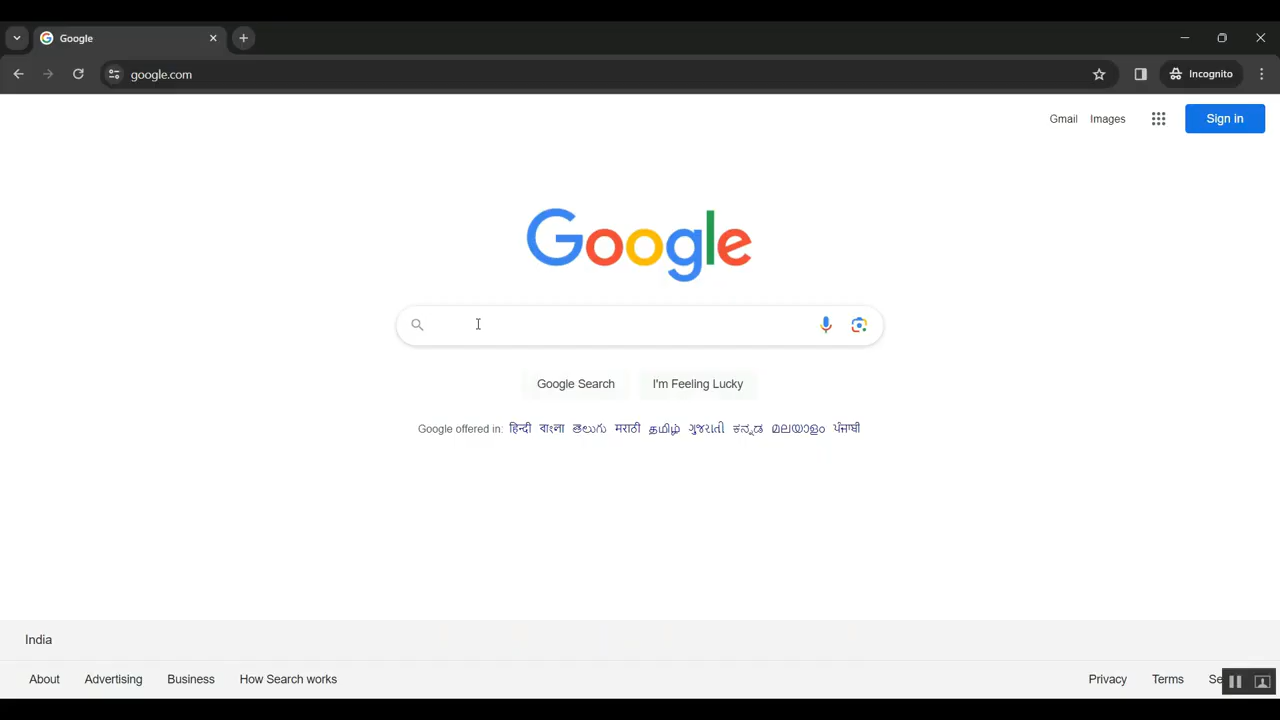 Google
google.com
Incognito
Gmail Images Sign in
Google
Google Search I'm Feeling Lucky
Google offered in: हिन्दी বাংলা తెలుగు मराठी தமிழ் ગુજરાતી ಕನ್ನಡ മലയാളം ਪੰਜਾਬੀ
India
About Advertising Business How Search works Privacy Terms Se